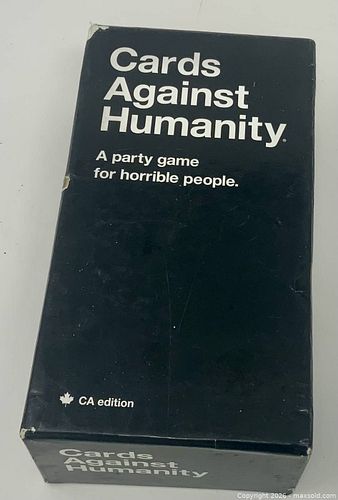 Cards
Against
Humanity.
A party game
for horrible people.
CA edition
Cards
Against
Humanity
Copyright 2026 - maxsold.com